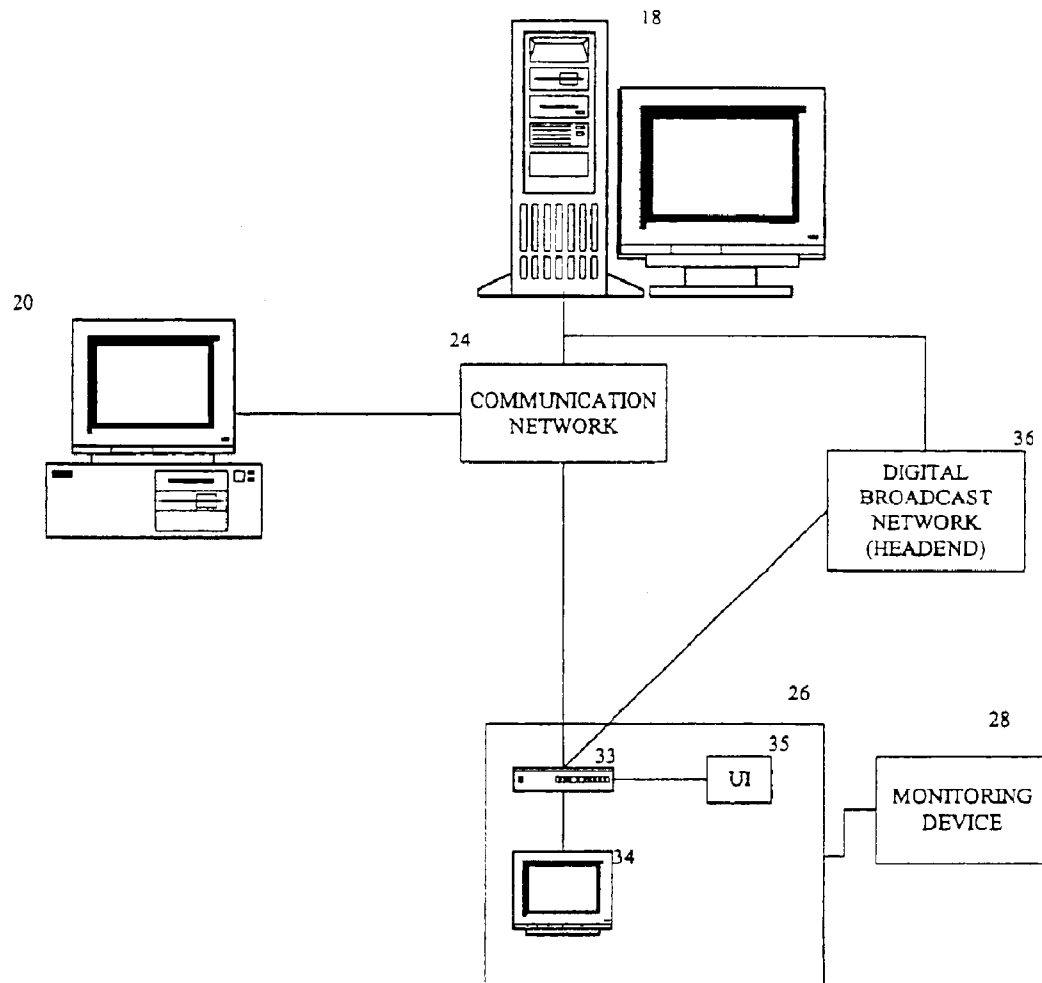 18
20
24
COMMUNICATION
NETWORK
36
DIGITAL
BROADCAST
NETWORK
(HEADEND)
26
28
33
35
UI
MONITORING
DEVICE
34